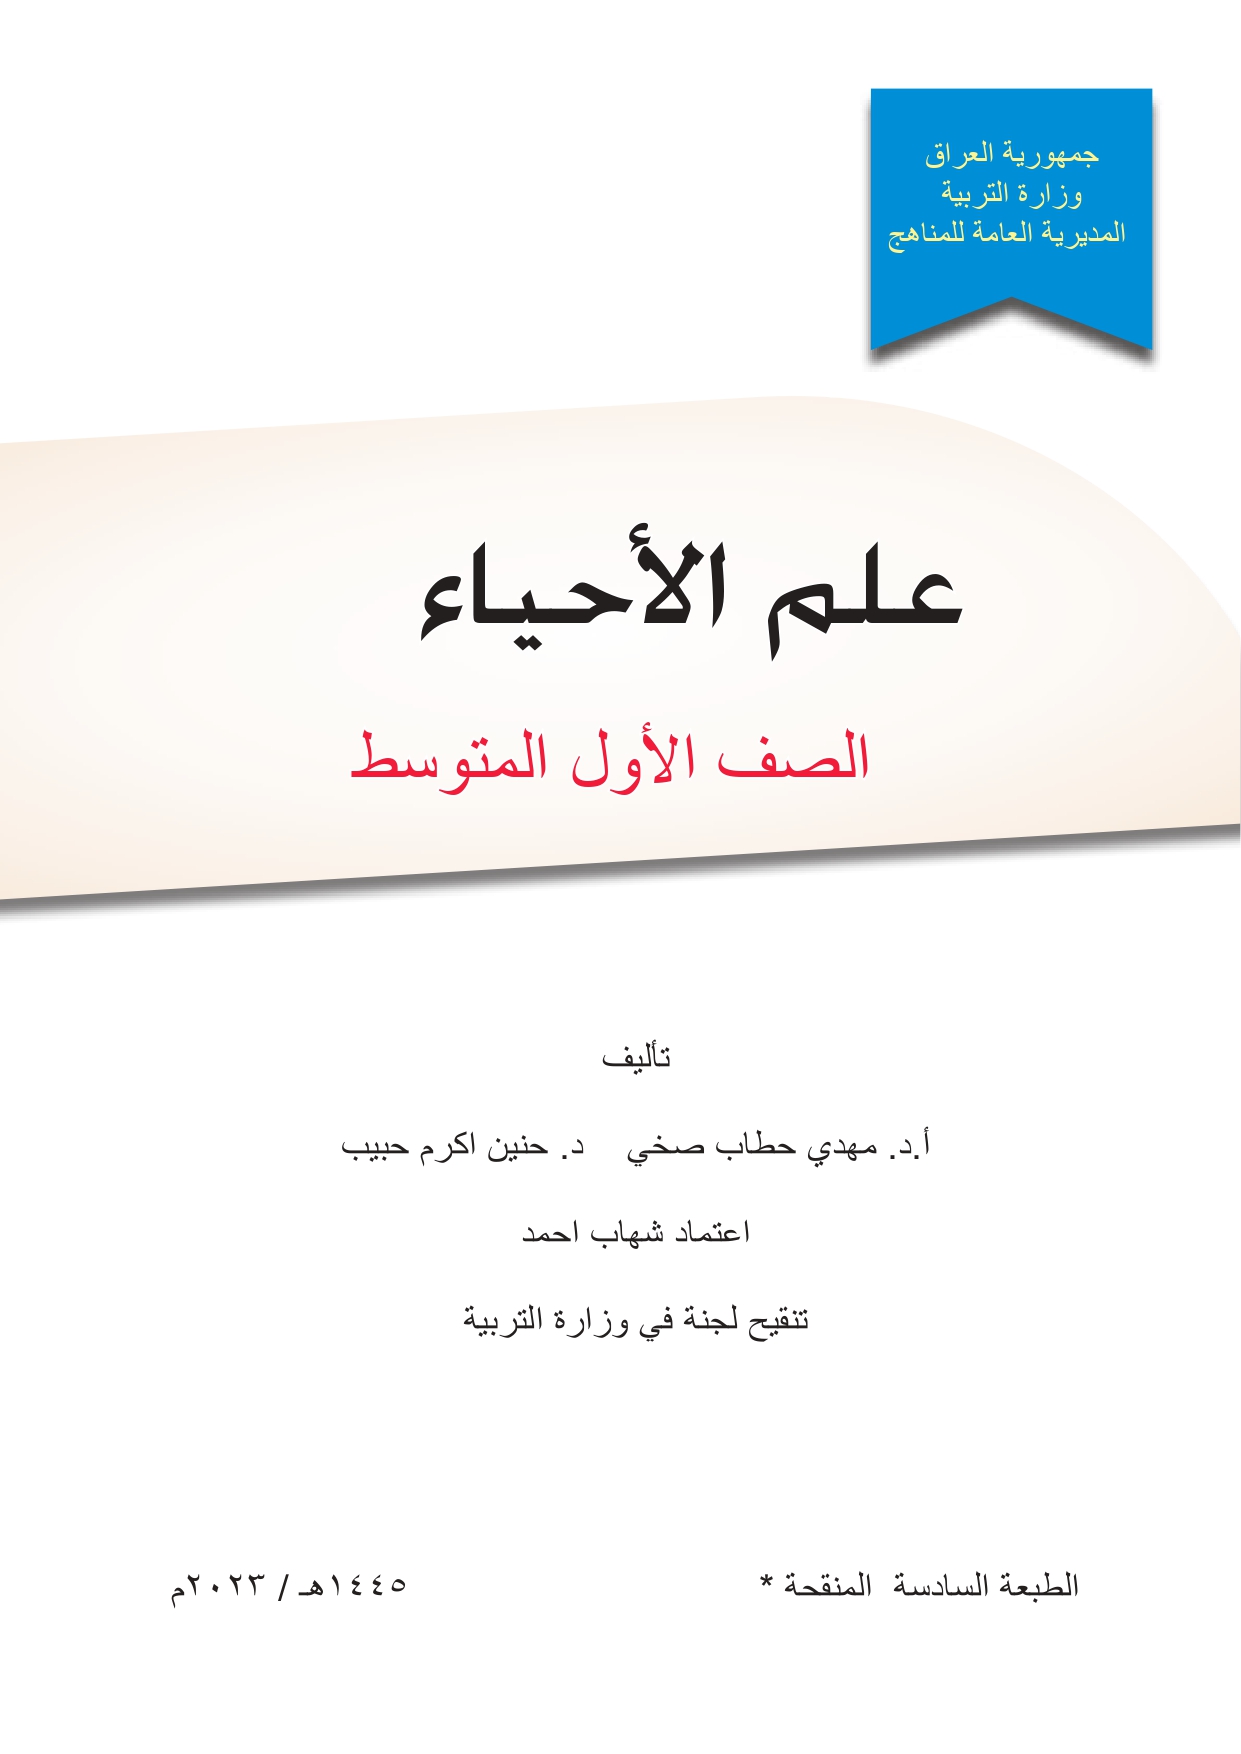 جمهورية العراق
وزارة التربية
المديرية العامة للمناهج
علم الأحياء
الصف الأول المتوسط
تأليف
أ.د. مهدي حطاب صخي    د. حنين اكرم حبيب
اعتماد شهاب احمد
تنقيح لجنة في وزارة التربية
الطبعة السادسة  المنقحة *    ١٤٤٥هـ / ٢٠٢٣م